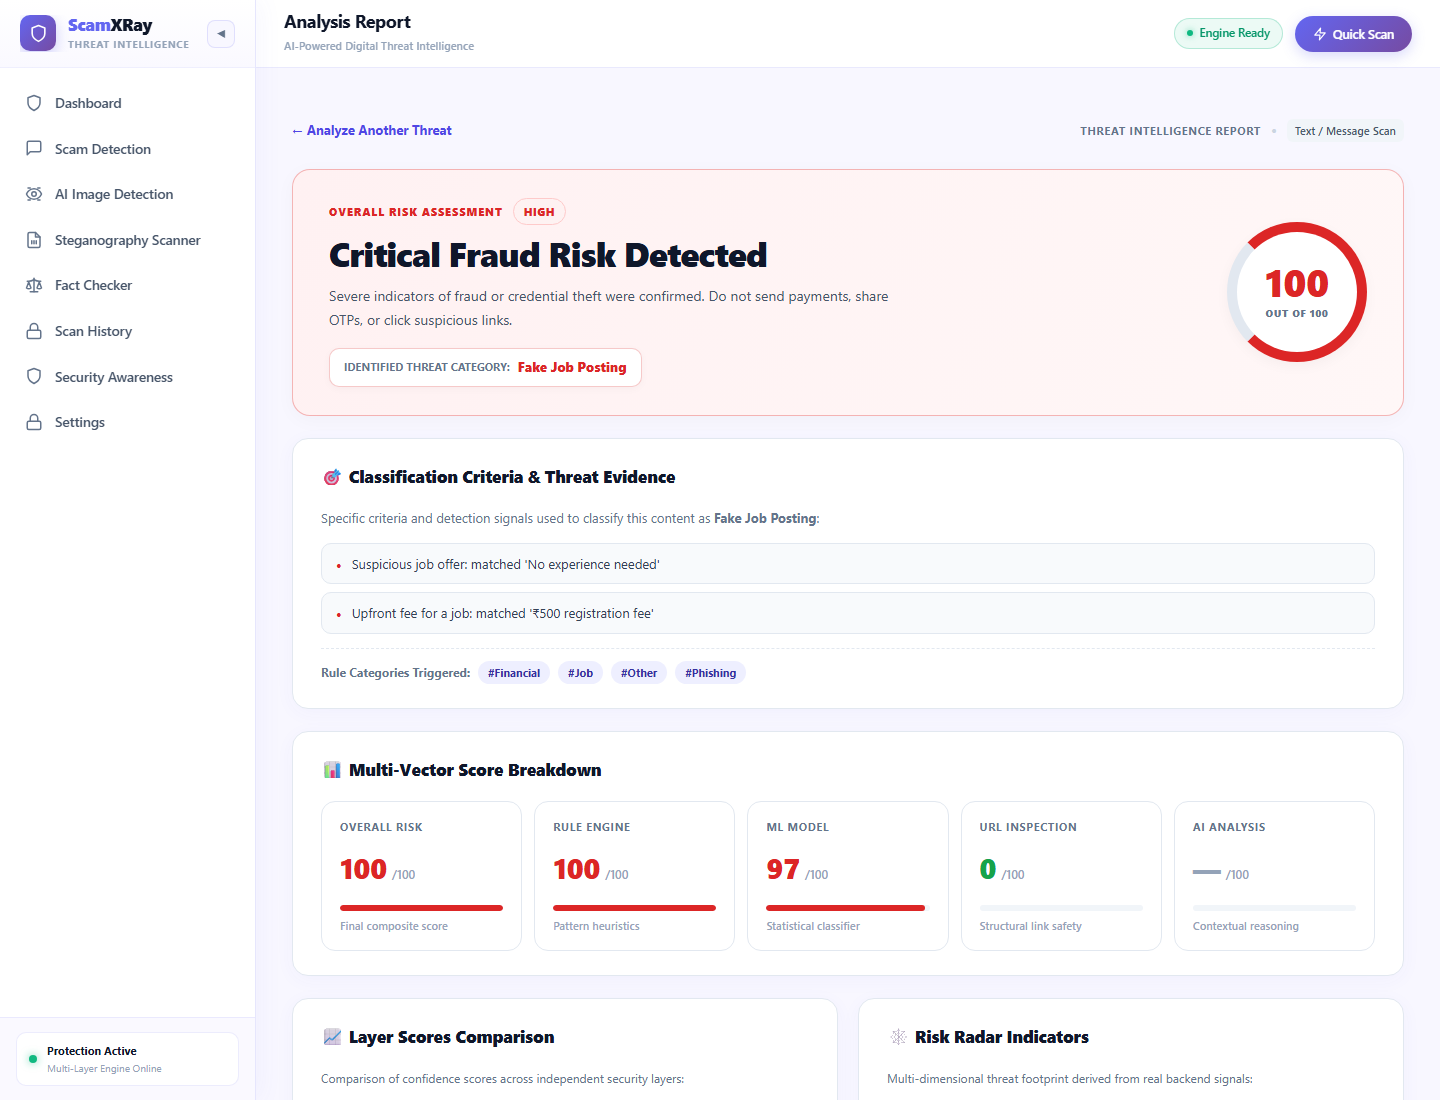 ScamXRay
THREAT INTELLIGENCE
Dashboard
Scam Detection
AI Image Detection
Steganography Scanner
Fact Checker
Scan History
Security Awareness
Settings
Protection Active
Multi-Layer Engine Online
Analysis Report
AI-Powered Digital Threat Intelligence
Engine Ready
Quick Scan
← Analyze Another Threat
THREAT INTELLIGENCE REPORT • Text / Message Scan
OVERALL RISK ASSESSMENT HIGH
Critical Fraud Risk Detected
Severe indicators of fraud or credential theft were confirmed. Do not send payments, share
OTPs, or click suspicious links.
IDENTIFIED THREAT CATEGORY: Fake Job Posting
100
OUT OF 100
Classification Criteria & Threat Evidence
Specific criteria and detection signals used to classify this content as Fake Job Posting:
• Suspicious job offer: matched 'No experience needed'
• Upfront fee for a job: matched '₹500 registration fee'
Rule Categories Triggered: #Financial #Job #Other #Phishing
Multi-Vector Score Breakdown
OVERALL RISK
100 /100
Final composite score
RULE ENGINE
100 /100
Pattern heuristics
ML MODEL
97 /100
Statistical classifier
URL INSPECTION
0 /100
Structural link safety
AI ANALYSIS
— /100
Contextual reasoning
Layer Scores Comparison
Comparison of confidence scores across independent security layers:
Risk Radar Indicators
Multi-dimensional threat footprint derived from real backend signals: